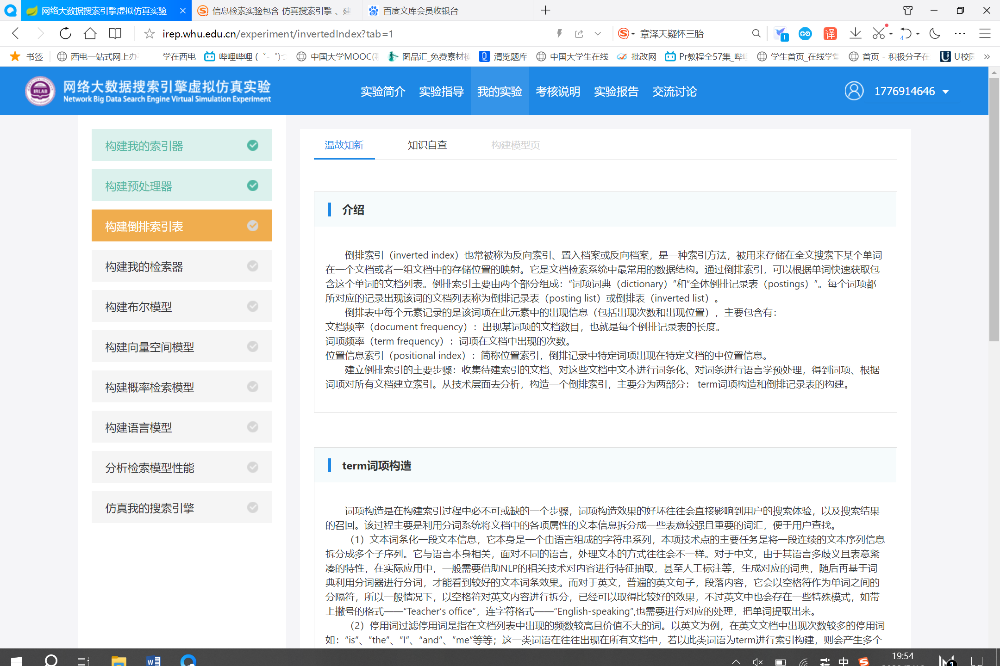 网络大数据搜索引擎虚拟仿真实验
信息检索实验包含 仿真搜索引擎 、建
百度文库会员收银台
irep.whu.edu.cn/experiment/invertedIndex?tab=1
章泽天疑怀三胎
译
4
书签
西电一站式网上办
学在西电
哔哩哔哩 ( ゜- ゜)つ
中国大学MOOC(
图品汇_免费素材模
清览题库
中国大学生在线
批改网
Pr教程全57集_哔
学生首页_在线学堂
首页 - 积极分子在
U校园
IRLAB
网络大数据搜索引擎虚拟仿真实验
Network Big Data Search Engine Virtual Simulation Experiment
实验简介
实验指导
我的实验
考核说明
实验报告
交流讨论
1776914646
构建我的索引器
构建预处理器
构建倒排索引表
构建我的检索器
构建布尔模型
构建向量空间模型
构建概率检索模型
构建语言模型
分析检索模型性能
仿真我的搜索引擎
温故知新
知识自查
构建模型页
介绍
倒排索引（inverted index）也常被称为反向索引、置入档案或反向档案，是一种索引方法，被用来存储在全文搜索下某个单词
在一个文档或者一组文档中的存储位置的映射。它是文档检索系统中最常用的数据结构。通过倒排索引，可以根据单词快速获取包
含这个单词的文档列表。倒排索引主要由两个部分组成：“词项词典（dictionary）”和“全体倒排记录表（postings）”。每个词项都
所对应的记录出现该词的文档列表称为倒排记录表（posting list）或倒排表（inverted list）。
倒排表中每个元素记录的是该词项在此元素中的出现信息（包括出现次数和出现位置），主要包含有：
文档频率（document frequency）：出现某词项的文档数目，也就是每个倒排记录表的长度。
词项频率（term frequency）：词项在文档中出现的次数。
位置信息索引（positional index）：简称位置索引，倒排记录中特定词项出现在特定文档的中位置信息。
建立倒排索引的主要步骤：收集待建索引的文档、对这些文档中文本进行词条化、对词条进行语言学预处理，得到词项、根据
词项对所有文档建立索引。从技术层面去分析，构造一个倒排索引，主要分为两部分： term词项构造和倒排记录表的构建。
term词项构造
词项构造是在构建索引过程中必不可或缺的一个步骤，词项构造效果的好坏往往会直接影响到用户的搜索体验，以及搜索结果
的召回。该过程主要是利用分词系统将文档中的各项属性的文本信息拆分成一些表意较强且重要的词汇，便于用户查找。
（1）文本词条化一段文本信息，它本身是一个由语言组成的字符串系列，本项技术点的主要任务是将一段连续的文本序列信息
拆分成多个子序列。它与语言本身相关，面对不同的语言，处理文本的方式往往会不一样。对于中文，由于其语言多歧义且表意紧
凑的特性，在实际应用中，一般需要借助NLP的相关技术对内容进行特征抽取，甚至人工标注等，生成对应的词典，随后再基于词
典利用分词器进行分词，才能看到较好的文本词条效果。而对于英文，普遍的英文句子，段落内容，它会以空格符作为单词之间的
分隔符，所以一般情况下，以空格符对英文内容进行拆分，已经可以取得比较好的效果，不过英文中也会存在一些特殊模式，如带
上撇号的格式——“Teacher’s office”，连字符格式——“English-speaking”,也需要进行对应的处理，把单词提取出来。
（2）停用词过滤停用词是指在文档列表中出现的频数较高且价值不大的词。以英文为例，在英文文档中出现次数较多的停用词
如：“is”、“the”、“I”、“and”、“me”等等；这一类词语在往往出现在所有文档中，若以此类词语为term进行索引构建，则会产生多个
中
19:54
1